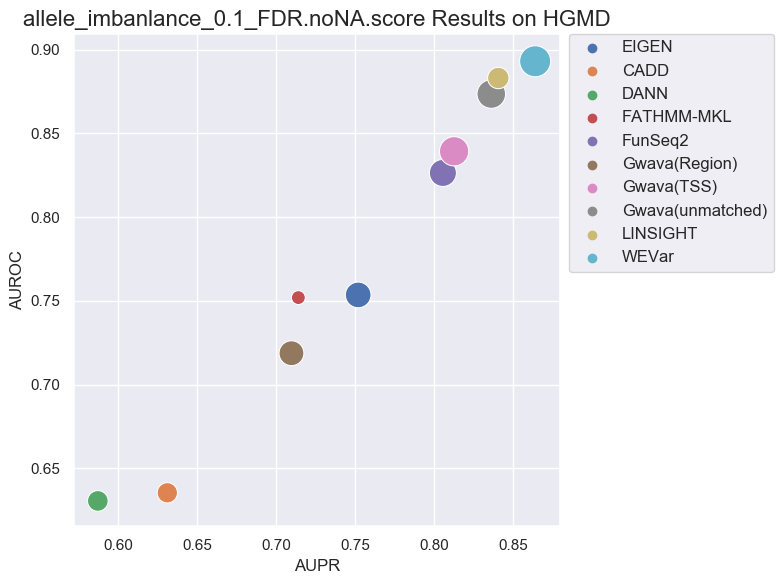 allele_imbanlance_0.1_FDR.noNA.score Results on HGMD
EIGEN
CADD
DANN
FATHMM-MKL
FunSeq2
Gwava(Region)
Gwava(TSS)
Gwava(unmatched)
LINSIGHT
WEVar
AUROC
0.90
0.85
0.80
0.75
0.70
0.65
0.60
0.65
0.70
0.75
0.80
0.85
AUPR